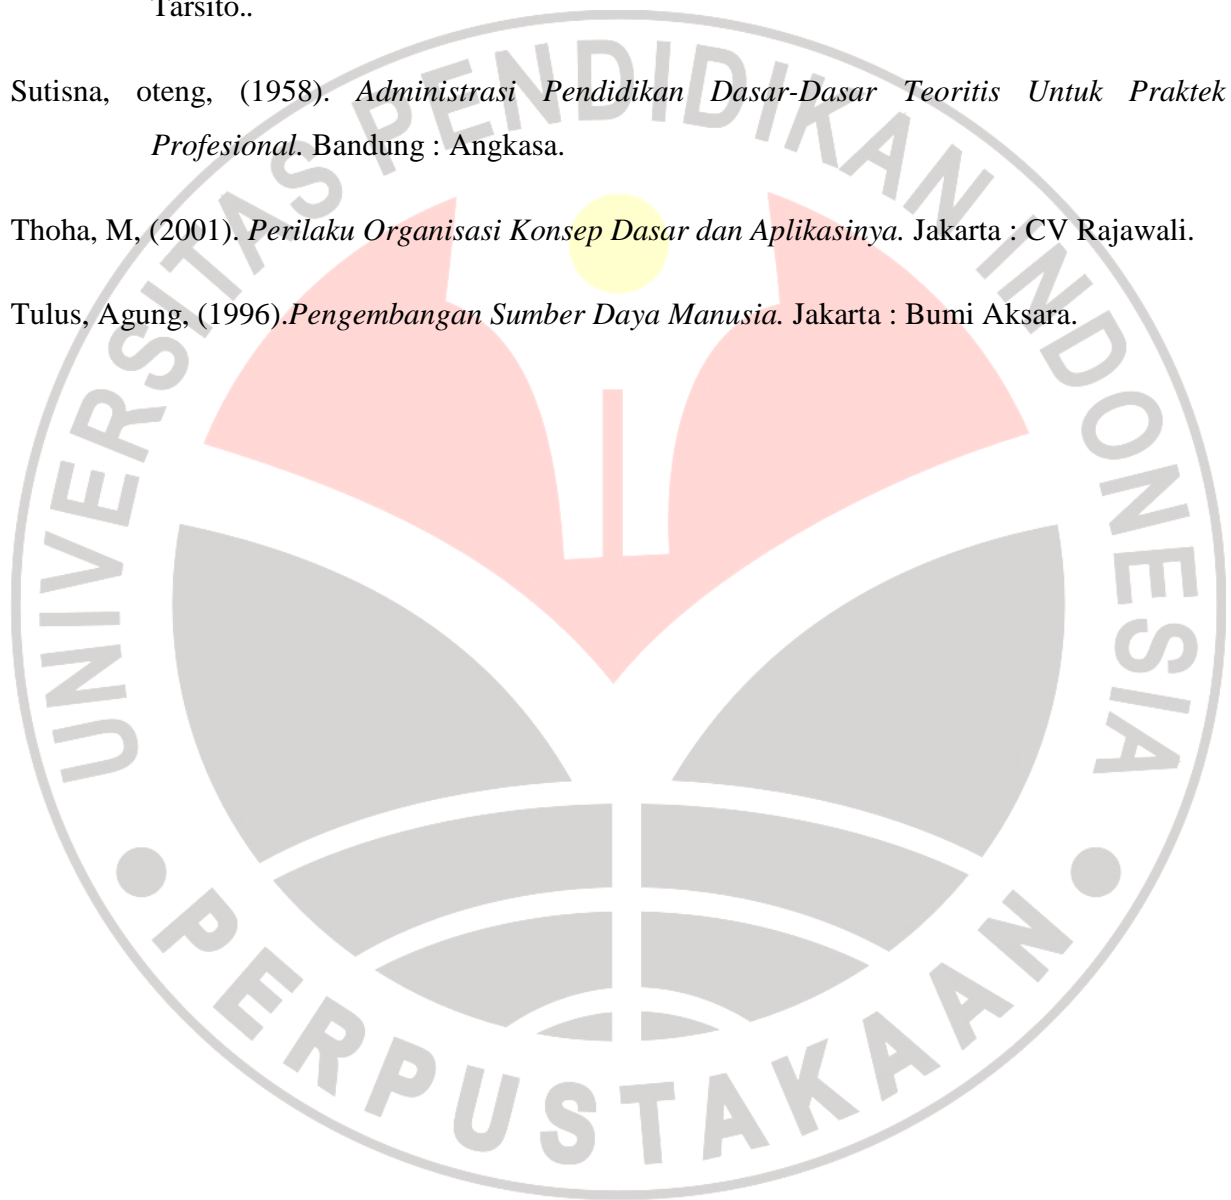 Tarsito..
Sutisna, oteng, (1958). Administrasi Pendidikan Dasar-Dasar Teoritis Untuk Praktek
Profesional. Bandung : Angkasa.
Thoha, M, (2001). Perilaku Organisasi Konsep Dasar dan Aplikasinya. Jakarta : CV Rajawali.
Tulus, Agung, (1996).Pengembangan Sumber Daya Manusia. Jakarta : Bumi Aksara.
UNIVERSITAS PENDIDIKAN INDONESIA
PERPUSTAKAAN